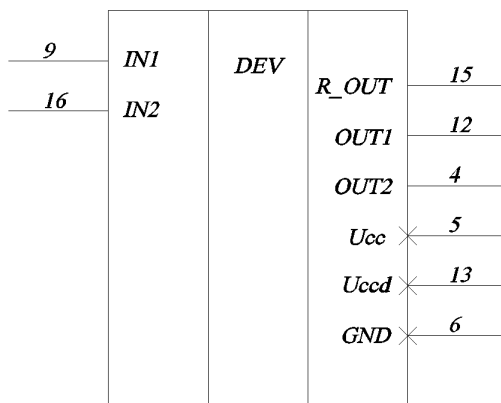 9 IN1 DEV
R_OUT 15
16 IN2
OUT1 12
OUT2 4
Ucc 5
Uccd 13
GND 6